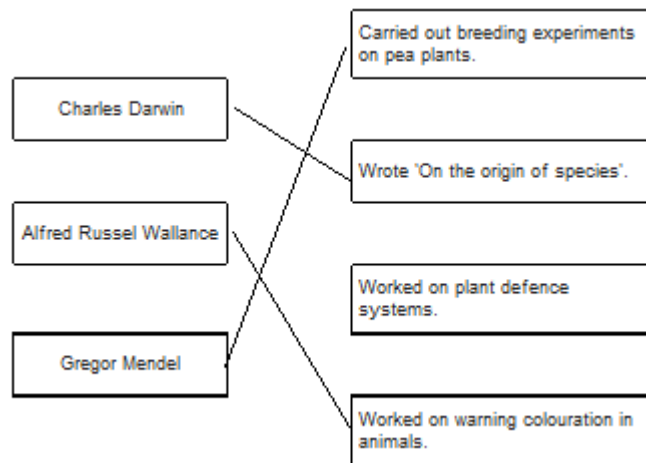 Carried out breeding experiments
on pea plants.
Charles Darwin
Wrote "On the origin of species".
Alfred Russel Wallance
Worked on plant defence
systems.
Gregor Mendel
Worked on warning colouration in
animals.